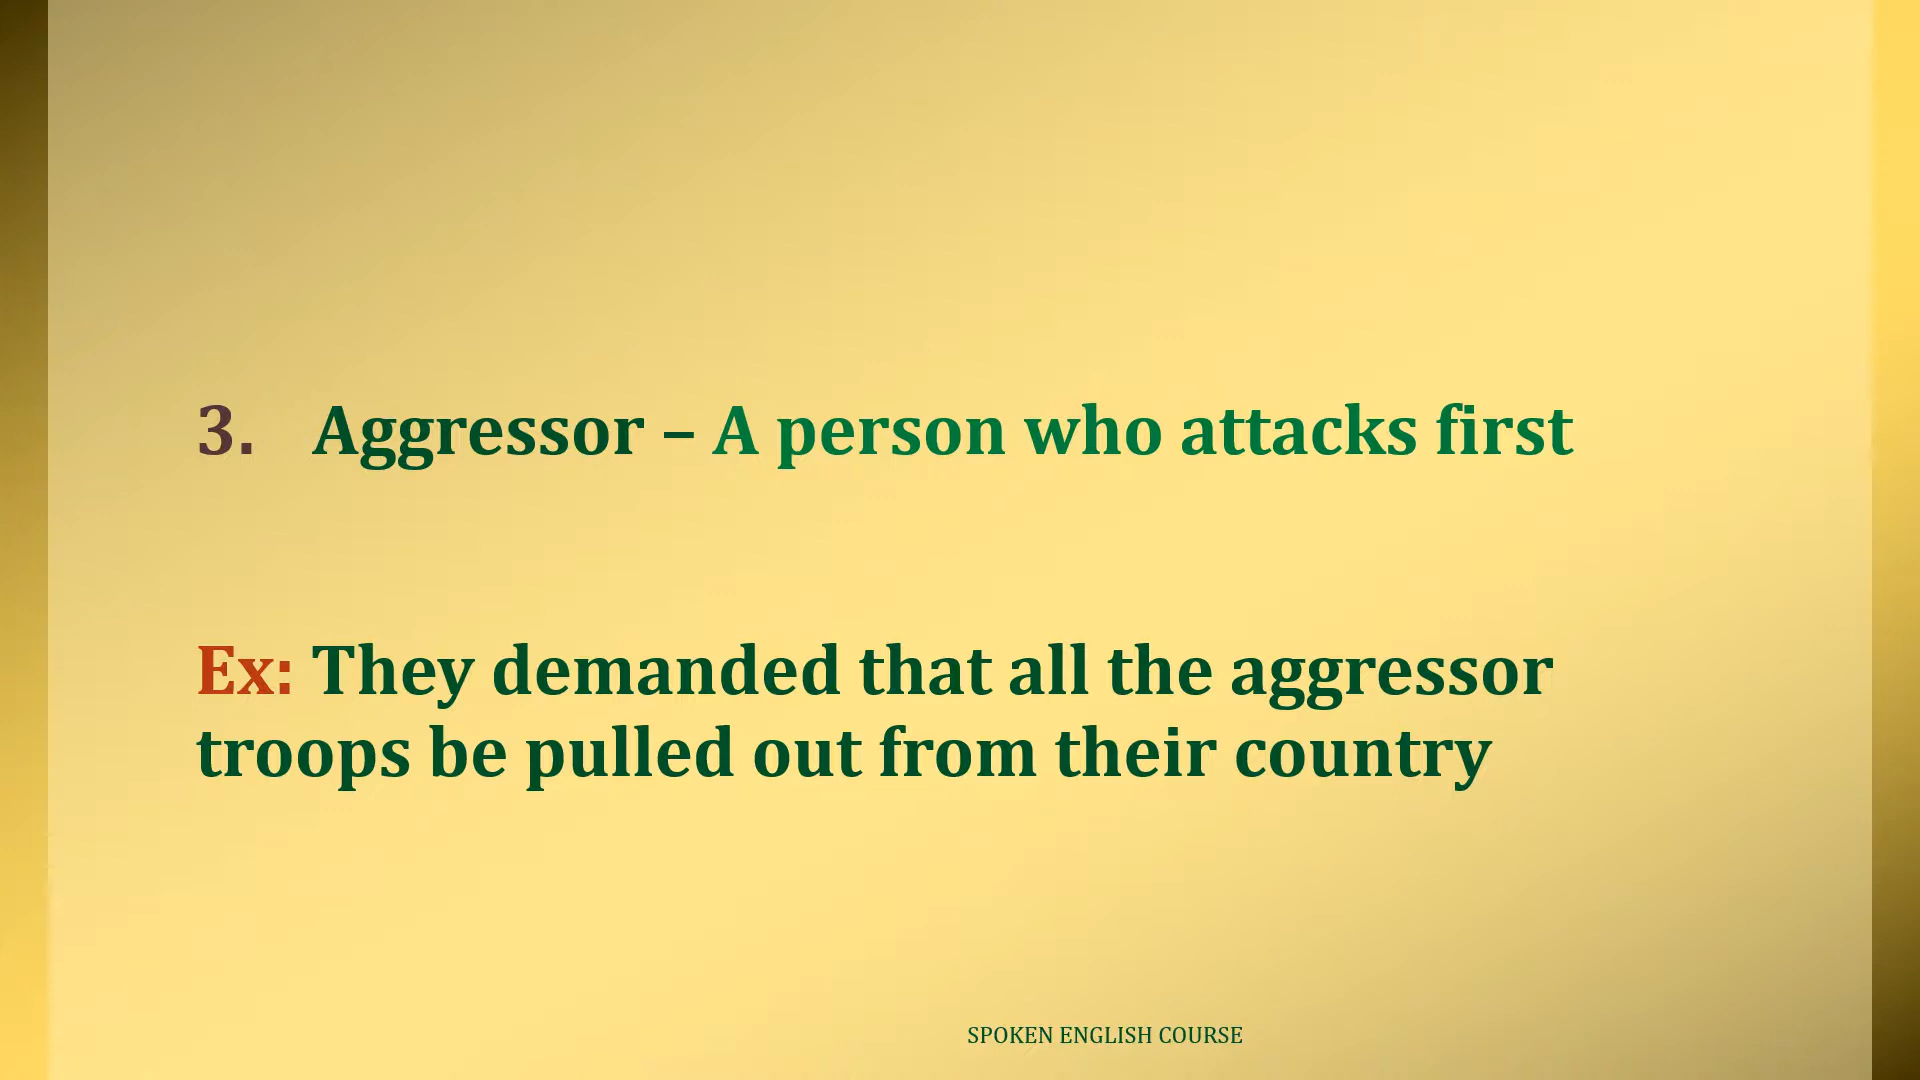 3. Aggressor – A person who attacks first
Ex: They demanded that all the aggressor
troops be pulled out from their country
SPOKEN ENGLISH COURSE